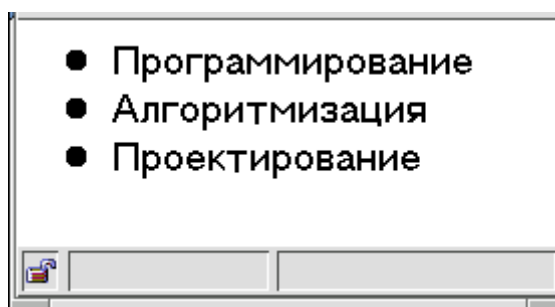 ● Программирование
● Алгоритмизация
● Проектирование